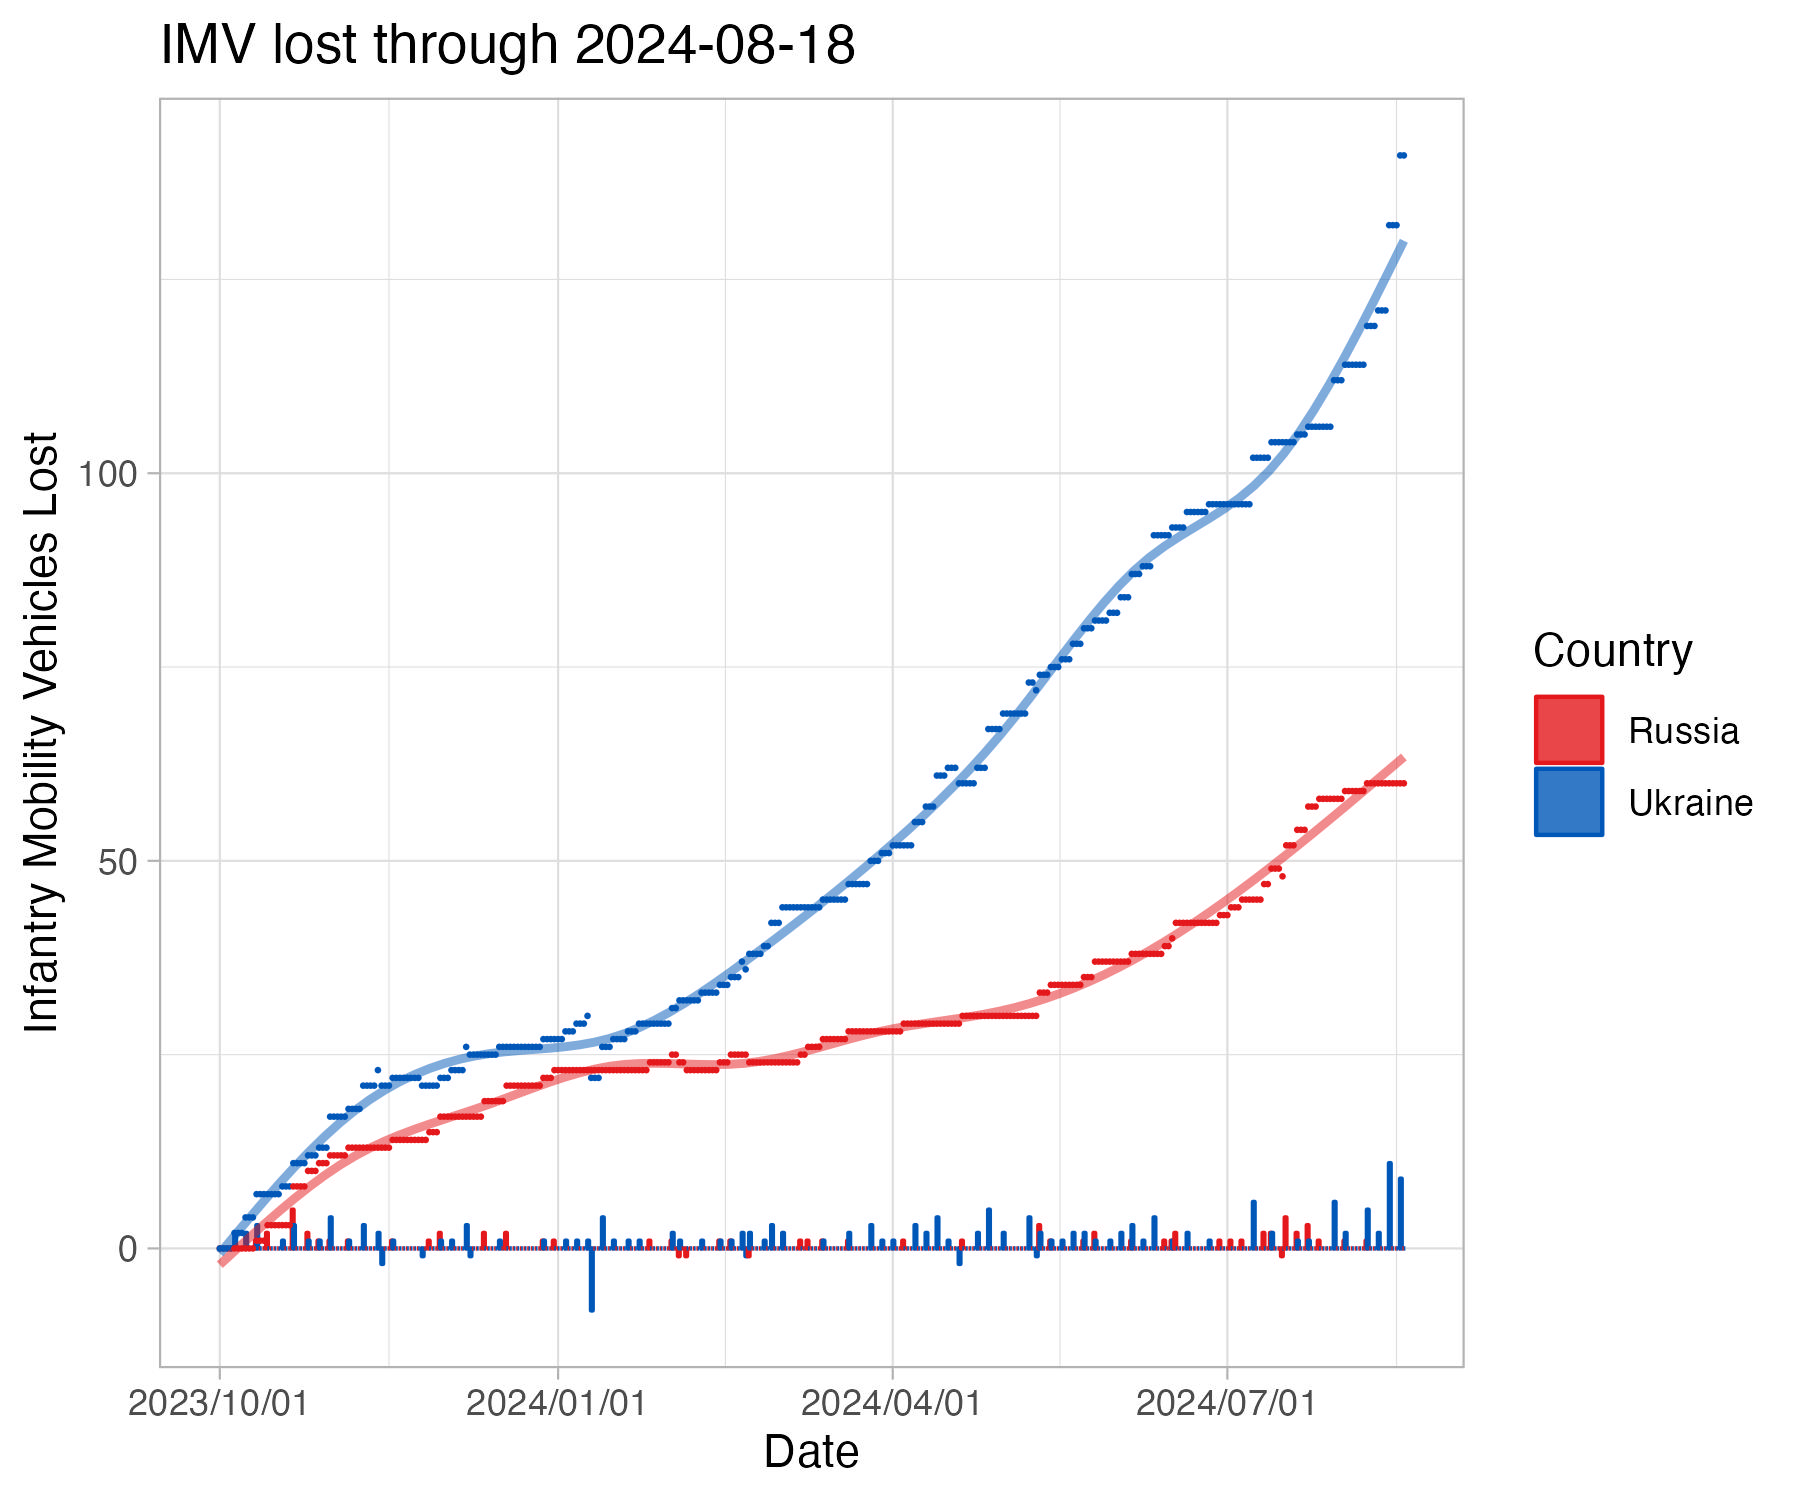 IMV lost through 2024-08-18
Infantry Mobility Vehicles Lost
100
50
0
2023/10/01
2024/01/01
2024/04/01
2024/07/01
Date
Country
Russia
Ukraine